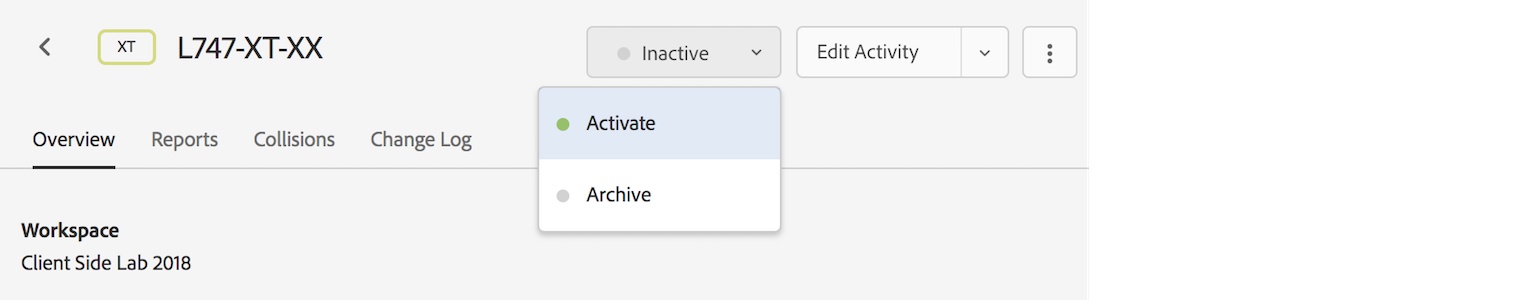 XT L747-XT-XX Inactive Edit Activity
Activate
Overview Reports Collisions Change Log
Archive
Workspace
Client Side Lab 2018